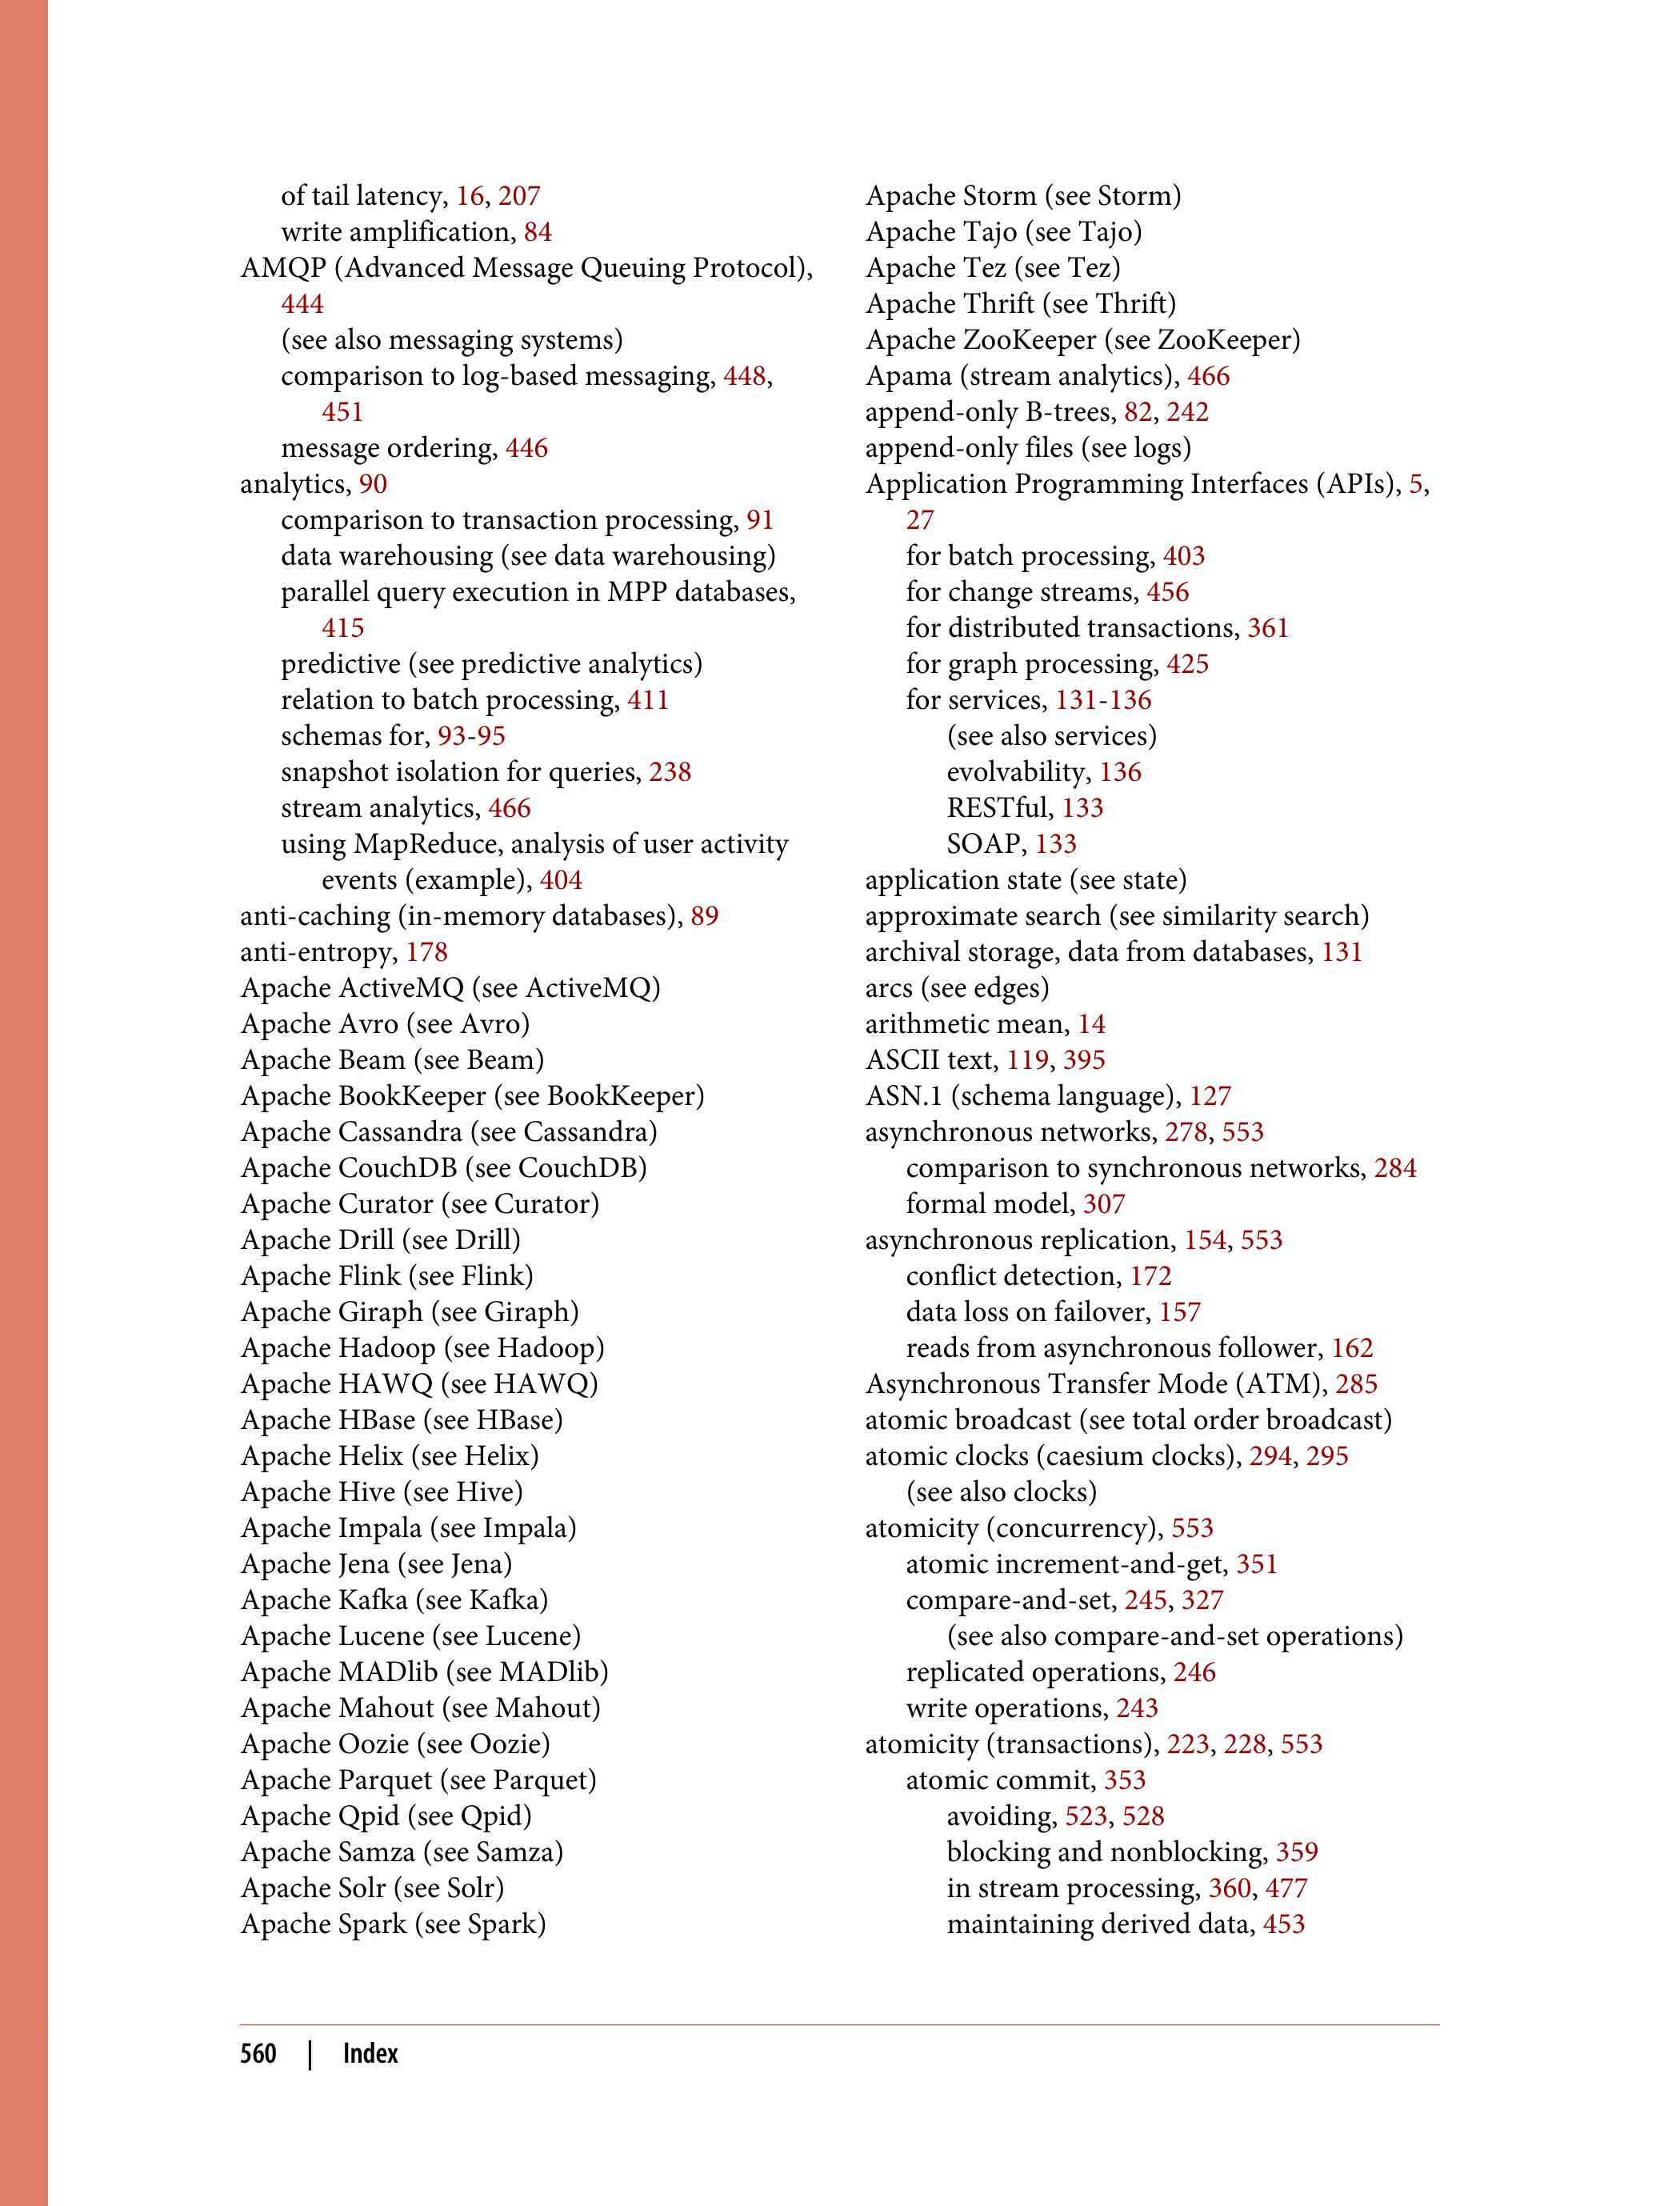 of tail latency, 16, 207
write amplification, 84
AMQP (Advanced Message Queuing Protocol),
444
(see also messaging systems)
comparison to log-based messaging, 448,
451
message ordering, 446
analytics, 90
comparison to transaction processing, 91
data warehousing (see data warehousing)
parallel query execution in MPP databases,
415
predictive (see predictive analytics)
relation to batch processing, 411
schemas for, 93-95
snapshot isolation for queries, 238
stream analytics, 466
using MapReduce, analysis of user activity
events (example), 404
anti-caching (in-memory databases), 89
anti-entropy, 178
Apache ActiveMQ (see ActiveMQ)
Apache Avro (see Avro)
Apache Beam (see Beam)
Apache BookKeeper (see BookKeeper)
Apache Cassandra (see Cassandra)
Apache CouchDB (see CouchDB)
Apache Curator (see Curator)
Apache Drill (see Drill)
Apache Flink (see Flink)
Apache Giraph (see Giraph)
Apache Hadoop (see Hadoop)
Apache HAWQ (see HAWQ)
Apache HBase (see HBase)
Apache Helix (see Helix)
Apache Hive (see Hive)
Apache Impala (see Impala)
Apache Jena (see Jena)
Apache Kafka (see Kafka)
Apache Lucene (see Lucene)
Apache MADlib (see MADlib)
Apache Mahout (see Mahout)
Apache Oozie (see Oozie)
Apache Parquet (see Parquet)
Apache Qpid (see Qpid)
Apache Samza (see Samza)
Apache Solr (see Solr)
Apache Spark (see Spark)
Apache Storm (see Storm)
Apache Tajo (see Tajo)
Apache Tez (see Tez)
Apache Thrift (see Thrift)
Apache ZooKeeper (see ZooKeeper)
Apama (stream analytics), 466
append-only B-trees, 82, 242
append-only files (see logs)
Application Programming Interfaces (APIs), 5,
27
for batch processing, 403
for change streams, 456
for distributed transactions, 361
for graph processing, 425
for services, 131-136
(see also services)
evolvability, 136
RESTful, 133
SOAP, 133
application state (see state)
approximate search (see similarity search)
archival storage, data from databases, 131
arcs (see edges)
arithmetic mean, 14
ASCII text, 119, 395
ASN.1 (schema language), 127
asynchronous networks, 278, 553
comparison to synchronous networks, 284
formal model, 307
asynchronous replication, 154, 553
conflict detection, 172
data loss on failover, 157
reads from asynchronous follower, 162
Asynchronous Transfer Mode (ATM), 285
atomic broadcast (see total order broadcast)
atomic clocks (caesium clocks), 294, 295
(see also clocks)
atomicity (concurrency), 553
atomic increment-and-get, 351
compare-and-set, 245, 327
(see also compare-and-set operations)
replicated operations, 246
write operations, 243
atomicity (transactions), 223, 228, 553
atomic commit, 353
avoiding, 523, 528
blocking and nonblocking, 359
in stream processing, 360, 477
maintaining derived data, 453
560 | Index